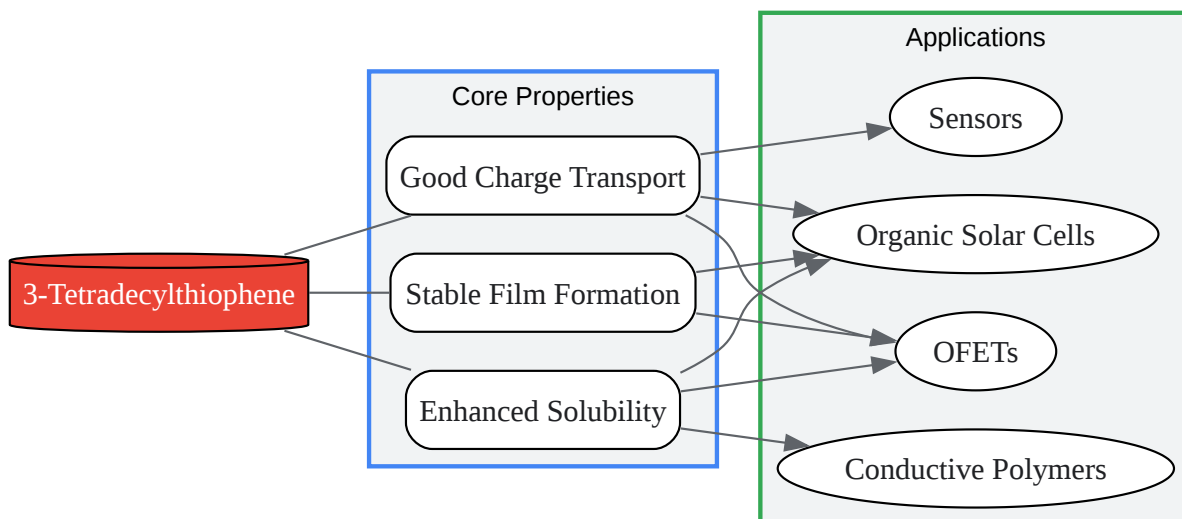 3-Tetradecylthiophene
Core Properties
Good Charge Transport
Stable Film Formation
Enhanced Solubility
Applications
Sensors
Organic Solar Cells
OFETs
Conductive Polymers